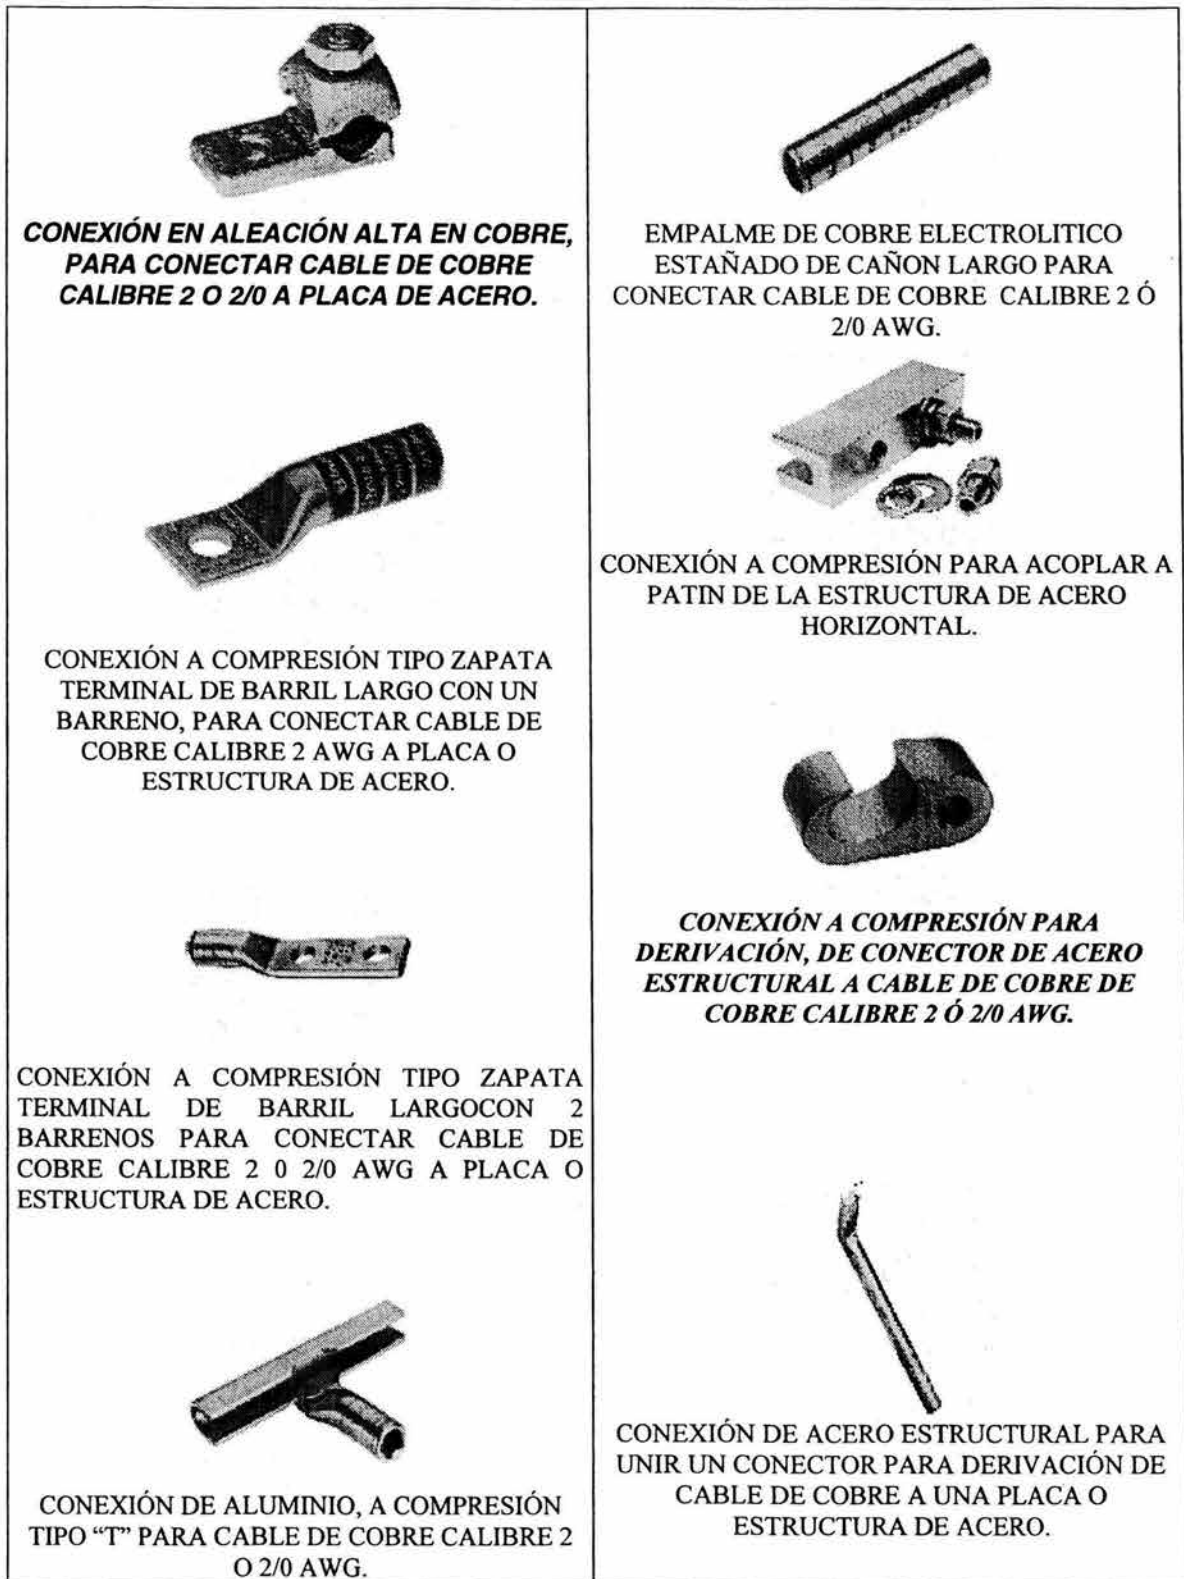 CONEXIÓN EN ALEACIÓN ALTA EN COBRE,
PARA CONECTAR CABLE DE COBRE
CALIBRE 2 O 2/0 A PLACA DE ACERO.
CONEXIÓN A COMPRESIÓN TIPO ZAPATA
TERMINAL DE BARRIL LARGO CON UN
BARRENO, PARA CONECTAR CABLE DE
COBRE CALIBRE 2 AWG A PLACA O
ESTRUCTURA DE ACERO.
CONEXIÓN A COMPRESIÓN TIPO ZAPATA
TERMINAL DE BARRIL LARGOCON 2
BARRENOS PARA CONECTAR CABLE DE
COBRE CALIBRE 2 0 2/0 AWG A PLACA O
ESTRUCTURA DE ACERO.
CONEXIÓN DE ALUMINIO, A COMPRESIÓN
TIPO “T” PARA CABLE DE COBRE CALIBRE 2
O 2/0 AWG.
EMPALME DE COBRE ELECTROLITICO
ESTAÑADO DE CAÑON LARGO PARA
CONECTAR CABLE DE COBRE CALIBRE 2 Ó
2/0 AWG.
CONEXIÓN A COMPRESIÓN PARA ACOPLAR A
PATIN DE LA ESTRUCTURA DE ACERO
HORIZONTAL.
CONEXIÓN A COMPRESIÓN PARA
DERIVACIÓN, DE CONECTOR DE ACERO
ESTRUCTURAL A CABLE DE COBRE DE
COBRE CALIBRE 2 Ó 2/0 AWG.
CONEXIÓN DE ACERO ESTRUCTURAL PARA
UNIR UN CONECTOR PARA DERIVACIÓN DE
CABLE DE COBRE A UNA PLACA O
ESTRUCTURA DE ACERO.